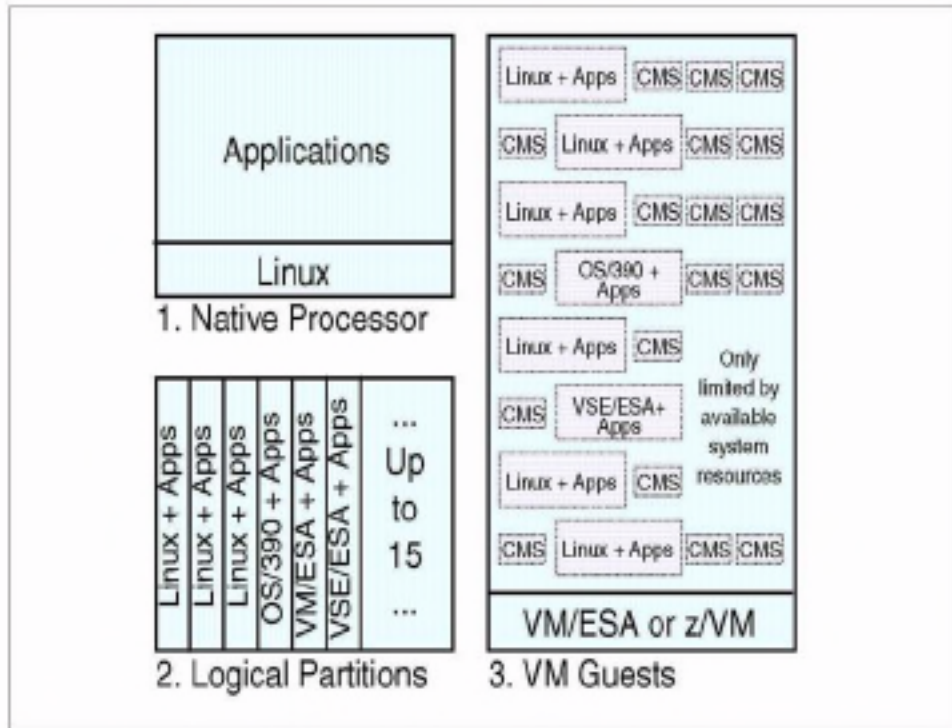 Applications
Linux
1. Native Processor
Linux + Apps
Linux + Apps
Linux + Apps
OS/390 + Apps
VM/ESA + Apps
VSE/ESA + Apps
...
Up
to
15
...
2. Logical Partitions
Linux + Apps CMS CMS CMS
CMS Linux + Apps CMS CMS
Linux + Apps CMS CMS CMS
CMS OS/390 + Apps CMS CMS
Linux + Apps CMS
CMS VSE/ESA+ Apps
Linux + Apps CMS
CMS Linux + Apps CMS CMS
Only
limited by
available
system
resources
VM/ESA or z/VM
3. VM Guests